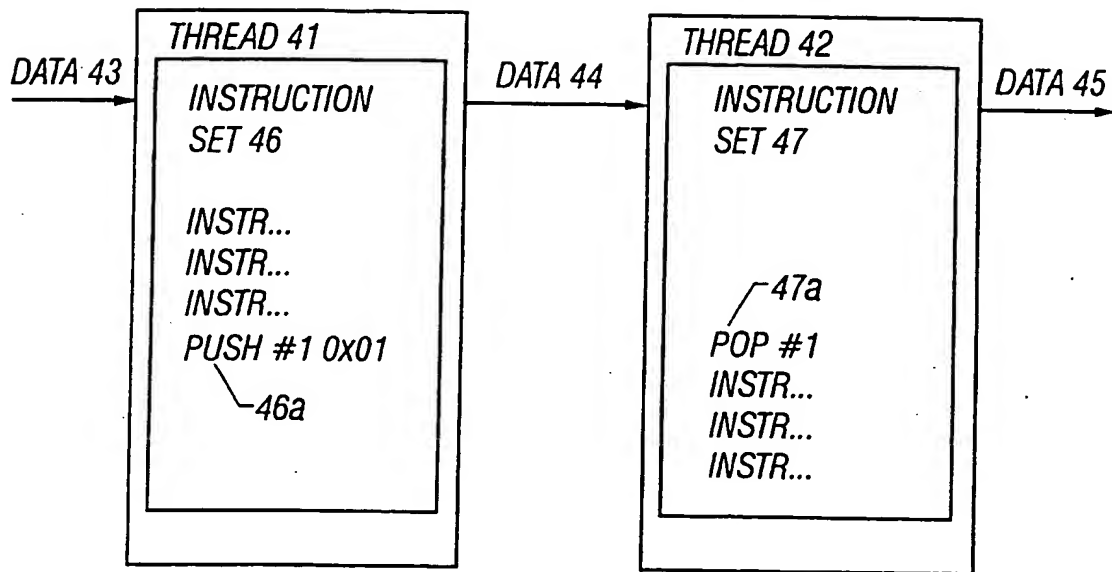 THREAD 41
THREAD 42
DATA 43
DATA 44
DATA 45
INSTRUCTION
SET 46
INSTR...
INSTR...
INSTR...
PUSH #1 0x01
46a
INSTRUCTION
SET 47
47a
POP #1
INSTR...
INSTR...
INSTR...